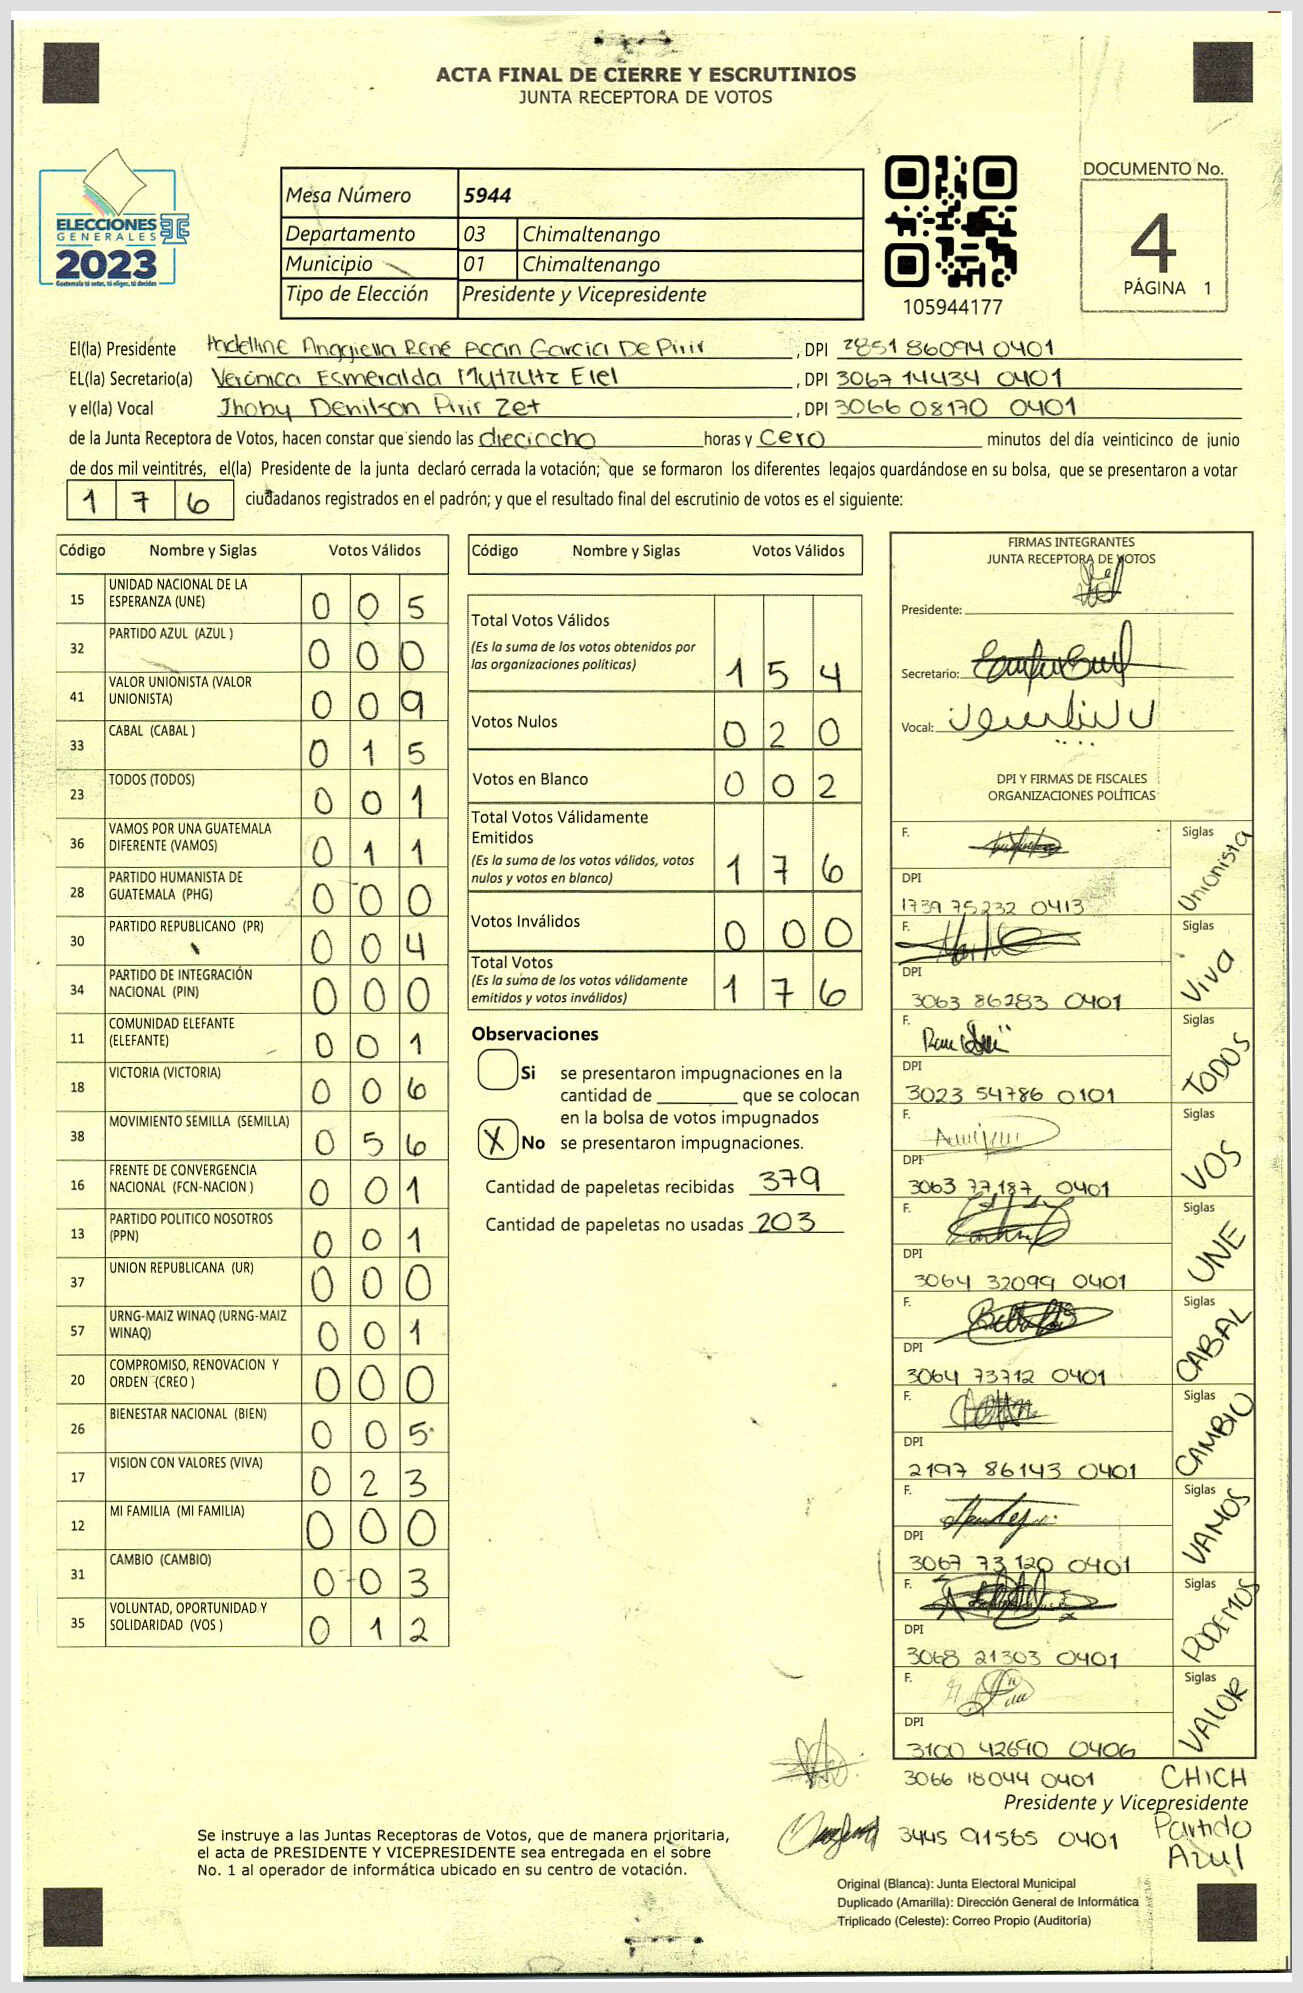 ACTA FINAL DE CIERRE Y ESCRUTINIOS
JUNTA RECEPTORA DE VOTOS
ELECCIONES
GENERALES
2023
Guatemala tú votas, tú eliges, tú decides
Mesa Número 5944
Departamento 03 Chimaltenango
Municipio 01 Chimaltenango
Tipo de Elección Presidente y Vicepresidente
105944177
DOCUMENTO No.
4
PÁGINA 1
El(la) Presidente Anggiella René Garcia De Pirir , DPI 2851 86094 0401
EL(la) Secretario(a) Verónica Esmeralda Mutzutz , DPI 3067 14434 0401
y el(la) Vocal Jhoby Denilson Pirir Zet , DPI 3066 08170 0401
de la Junta Receptora de Votos, hacen constar que siendo las dieciocho horas y cero minutos del día veinticinco de junio
de dos mil veintitrés, el(la) Presidente de la junta declaró cerrada la votación; que se formaron los diferentes legajos guardándose en su bolsa, que se presentaron a votar
1 7 6 ciudadanos registrados en el padrón; y que el resultado final del escrutinio de votos es el siguiente:
Código Nombre y Siglas Votos Válidos
15 UNIDAD NACIONAL DE LA
ESPERANZA (UNE) 0 0 5
32 PARTIDO AZUL (AZUL ) 0 0 0
41 VALOR UNIONISTA (VALOR
UNIONISTA) 0 0 9
33 CABAL (CABAL ) 0 1 5
23 TODOS (TODOS) 0 0 1
36 VAMOS POR UNA GUATEMALA
DIFERENTE (VAMOS) 0 1 1
28 PARTIDO HUMANISTA DE
GUATEMALA (PHG) 0 0 0
30 PARTIDO REPUBLICANO (PR) 0 0 4
34 PARTIDO DE INTEGRACIÓN
NACIONAL (PIN) 0 0 0
11 COMUNIDAD ELEFANTE
(ELEFANTE) 0 0 1
18 VICTORIA (VICTORIA) 0 0 6
38 MOVIMIENTO SEMILLA (SEMILLA) 0 5 6
16 FRENTE DE CONVERGENCIA
NACIONAL (FCN-NACION ) 0 0 1
13 PARTIDO POLITICO NOSOTROS
(PPN) 0 0 1
37 UNION REPUBLICANA (UR) 0 0 0
57 URNG-MAIZ WINAQ (URNG-MAIZ
WINAQ) 0 0 1
20 COMPROMISO, RENOVACION Y
ORDEN (CREO ) 0 0 0
26 BIENESTAR NACIONAL (BIEN) 0 0 5
17 VISION CON VALORES (VIVA) 0 2 3
12 MI FAMILIA (MI FAMILIA) 0 0 0
31 CAMBIO (CAMBIO) 0 0 3
35 VOLUNTAD, OPORTUNIDAD Y
SOLIDARIDAD (VOS ) 0 1 2
Código Nombre y Siglas Votos Válidos
Total Votos Válidos
(Es la suma de los votos obtenidos por
las organizaciones políticas) 1 5 4
Votos Nulos 0 2 0
Votos en Blanco 0 0 2
Total Votos Válidamente
Emitidos
(Es la suma de los votos válidos, votos
nulos y votos en blanco) 1 7 6
Votos Inválidos 0 0 0
Total Votos
(Es la suma de los votos válidamente
emitidos y votos inválidos) 1 7 6
Observaciones
Si se presentaron impugnaciones en la
cantidad de ________ que se colocan
en la bolsa de votos impugnados
X No se presentaron impugnaciones.
Cantidad de papeletas recibidas 379
Cantidad de papeletas no usadas 203
FIRMAS INTEGRANTES
JUNTA RECEPTORA DE VOTOS
Presidente:
Secretario:
Vocal:
DPI Y FIRMAS DE FISCALES
ORGANIZACIONES POLÍTICAS
F. Siglas Unionista
DPI
1739 75232 0413
F. Siglas Viva
DPI
3063 86283 0401
F. Siglas TODOS
DPI
3023 54786 0101
F. Siglas VOS
DPI
3063 77187 0401
F. Siglas UNE
DPI
3064 32099 0401
F. Siglas CABAL
DPI
3064 73712 0401
F. Siglas CAMBIO
DPI
2197 86143 0401
F. Siglas VAMOS
DPI
3067 73120 0401
F. Siglas PODEMOS
DPI
3068 21303 0401
F. Siglas VALOR
DPI
3100 42690 0406
3066 18044 0401 CHICH
Presidente y Vicepresidente
3445 91565 0401 Partido
Azul
Se instruye a las Juntas Receptoras de Votos, que de manera prioritaria,
el acta de PRESIDENTE Y VICEPRESIDENTE sea entregada en el sobre
No. 1 al operador de informática ubicado en su centro de votación.
Original (Blanca): Junta Electoral Municipal
Duplicado (Amarilla): Dirección General de Informática
Triplicado (Celeste): Correo Propio (Auditoría)